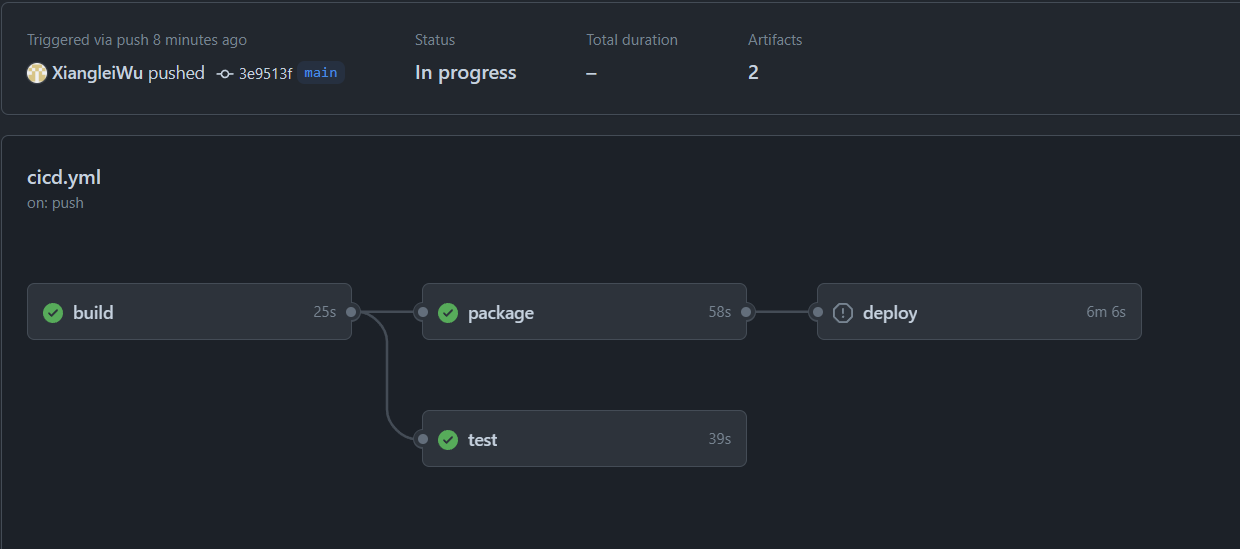 Triggered via push 8 minutes ago
Status
Total duration
Artifacts
XiangleiWu pushed 3e9513f main
In progress
–
2
cicd.yml
on: push
build 25s
package 58s
deploy 6m 6s
test 39s